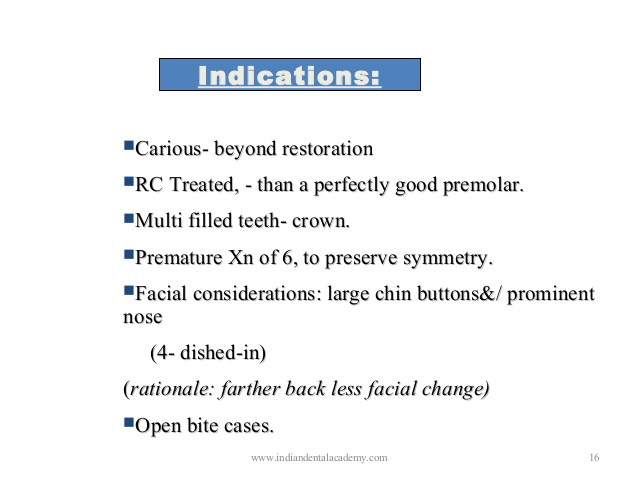 Indications:
▪Carious- beyond restoration
▪RC Treated, - than a perfectly good premolar.
▪Multi filled teeth- crown.
▪Premature Xn of 6, to preserve symmetry.
▪Facial considerations: large chin buttons&/ prominent
nose
(4- dished-in)
(rationale: farther back less facial change)
▪Open bite cases.
www.indiandentalacademy.com 16